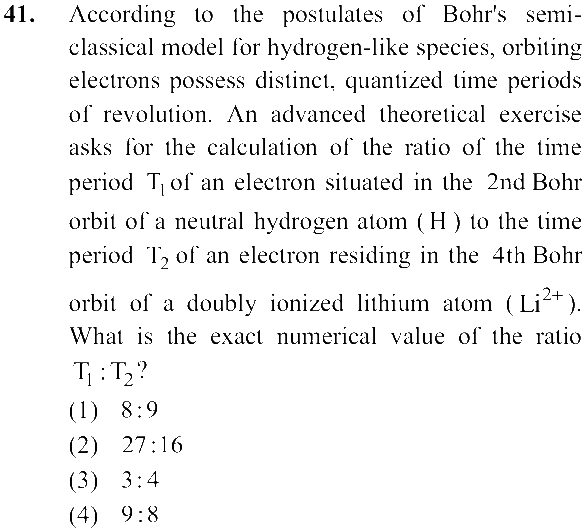 41. According to the postulates of Bohr's semi-
classical model for hydrogen-like species, orbiting
electrons possess distinct, quantized time periods
of revolution. An advanced theoretical exercise
asks for the calculation of the ratio of the time
period T₁ of an electron situated in the 2nd Bohr
orbit of a neutral hydrogen atom ( H ) to the time
period T₂ of an electron residing in the 4th Bohr
orbit of a doubly ionized lithium atom ( Li²⁺ ).
What is the exact numerical value of the ratio
T₁ : T₂ ?
(1) 8 : 9
(2) 27 : 16
(3) 3 : 4
(4) 9 : 8